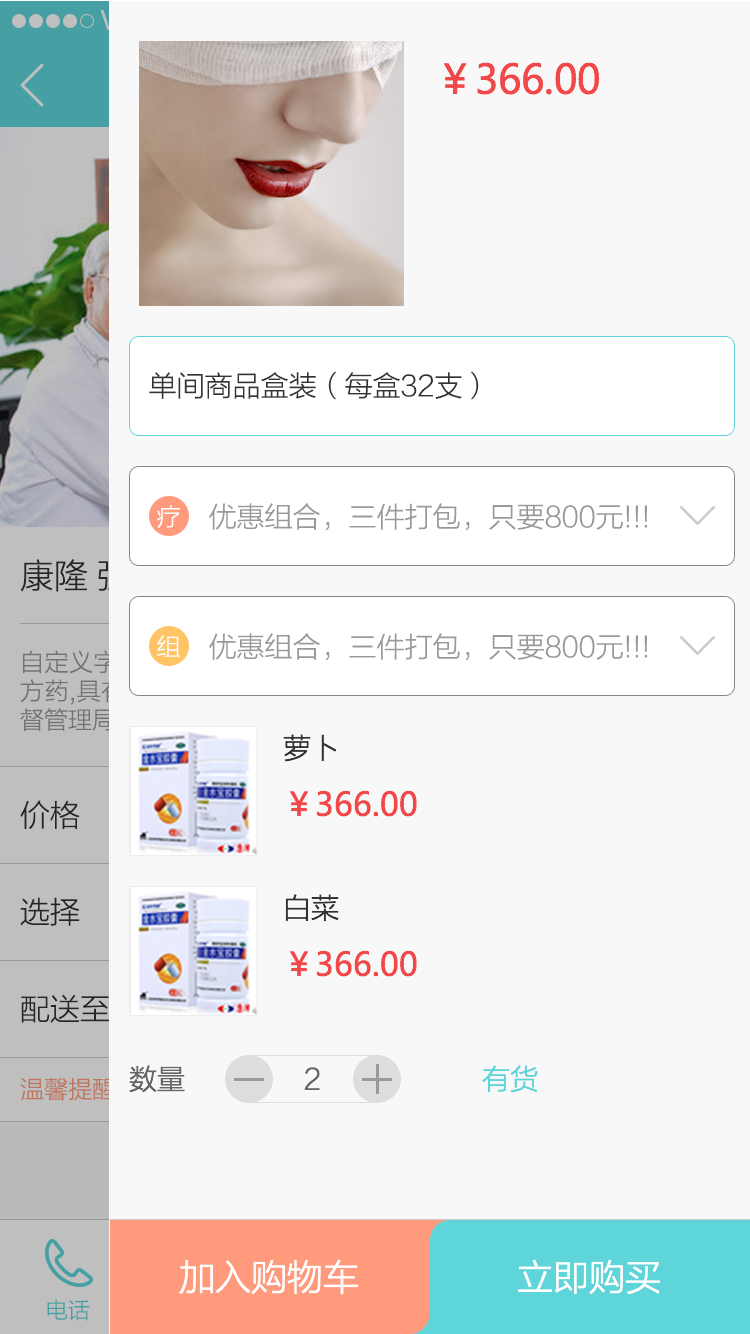 ¥ 366.00
单间商品盒装（每盒32支）
疗 优惠组合，三件打包，只要800元!!!
组 优惠组合，三件打包，只要800元!!!
萝卜
¥ 366.00
白菜
¥ 366.00
数量 2 有货
加入购物车 立即购买
康隆
自定义字
方药,具有
督管理局
价格
选择
配送至
温馨提醒
电话